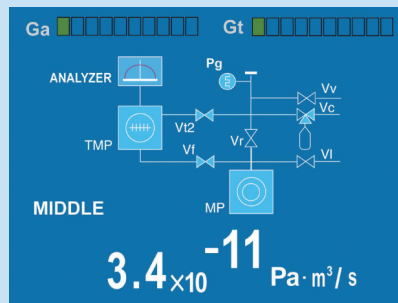 Ga Gt
Pg
ANALYZER
Vv
Vc
Vt2
Vr
TMP
Vf
Vl
MIDDLE
MP
3.4×10-11 Pa·m³/s